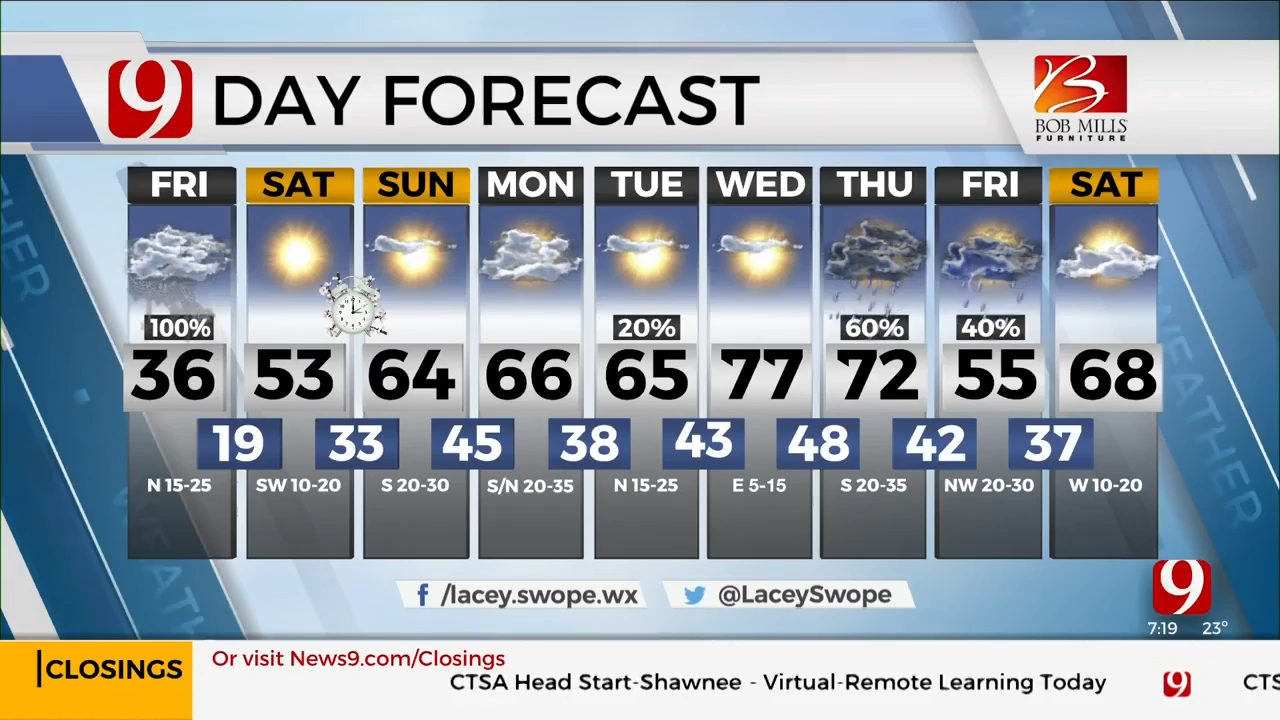 9 DAY FORECAST
BOB MILLS
FURNITURE
FRI SAT SUN MON TUE WED THU FRI SAT
100% 20% 60% 40%
36 53 64 66 65 77 72 55 68
19 33 45 38 43 48 42 37
N 15-25 SW 10-20 S 20-30 S/N 20-35 N 15-25 E 5-15 S 20-35 NW 20-30 W 10-20
/lacey.swope.wx @LaceySwope
9
7:19 23°
CLOSINGS
Or visit News9.com/Closings
CTSA Head Start-Shawnee - Virtual-Remote Learning Today 9 CTS